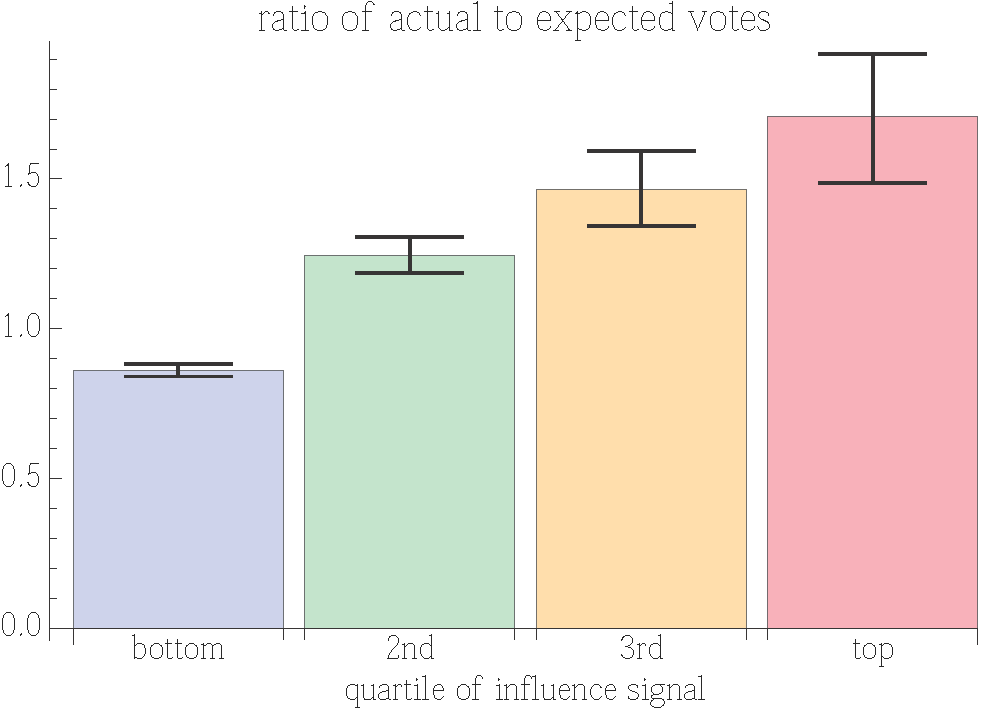 ratio of actual to expected votes
1.5
1.0
0.5
0.0
bottom 2nd 3rd top
quartile of influence signal